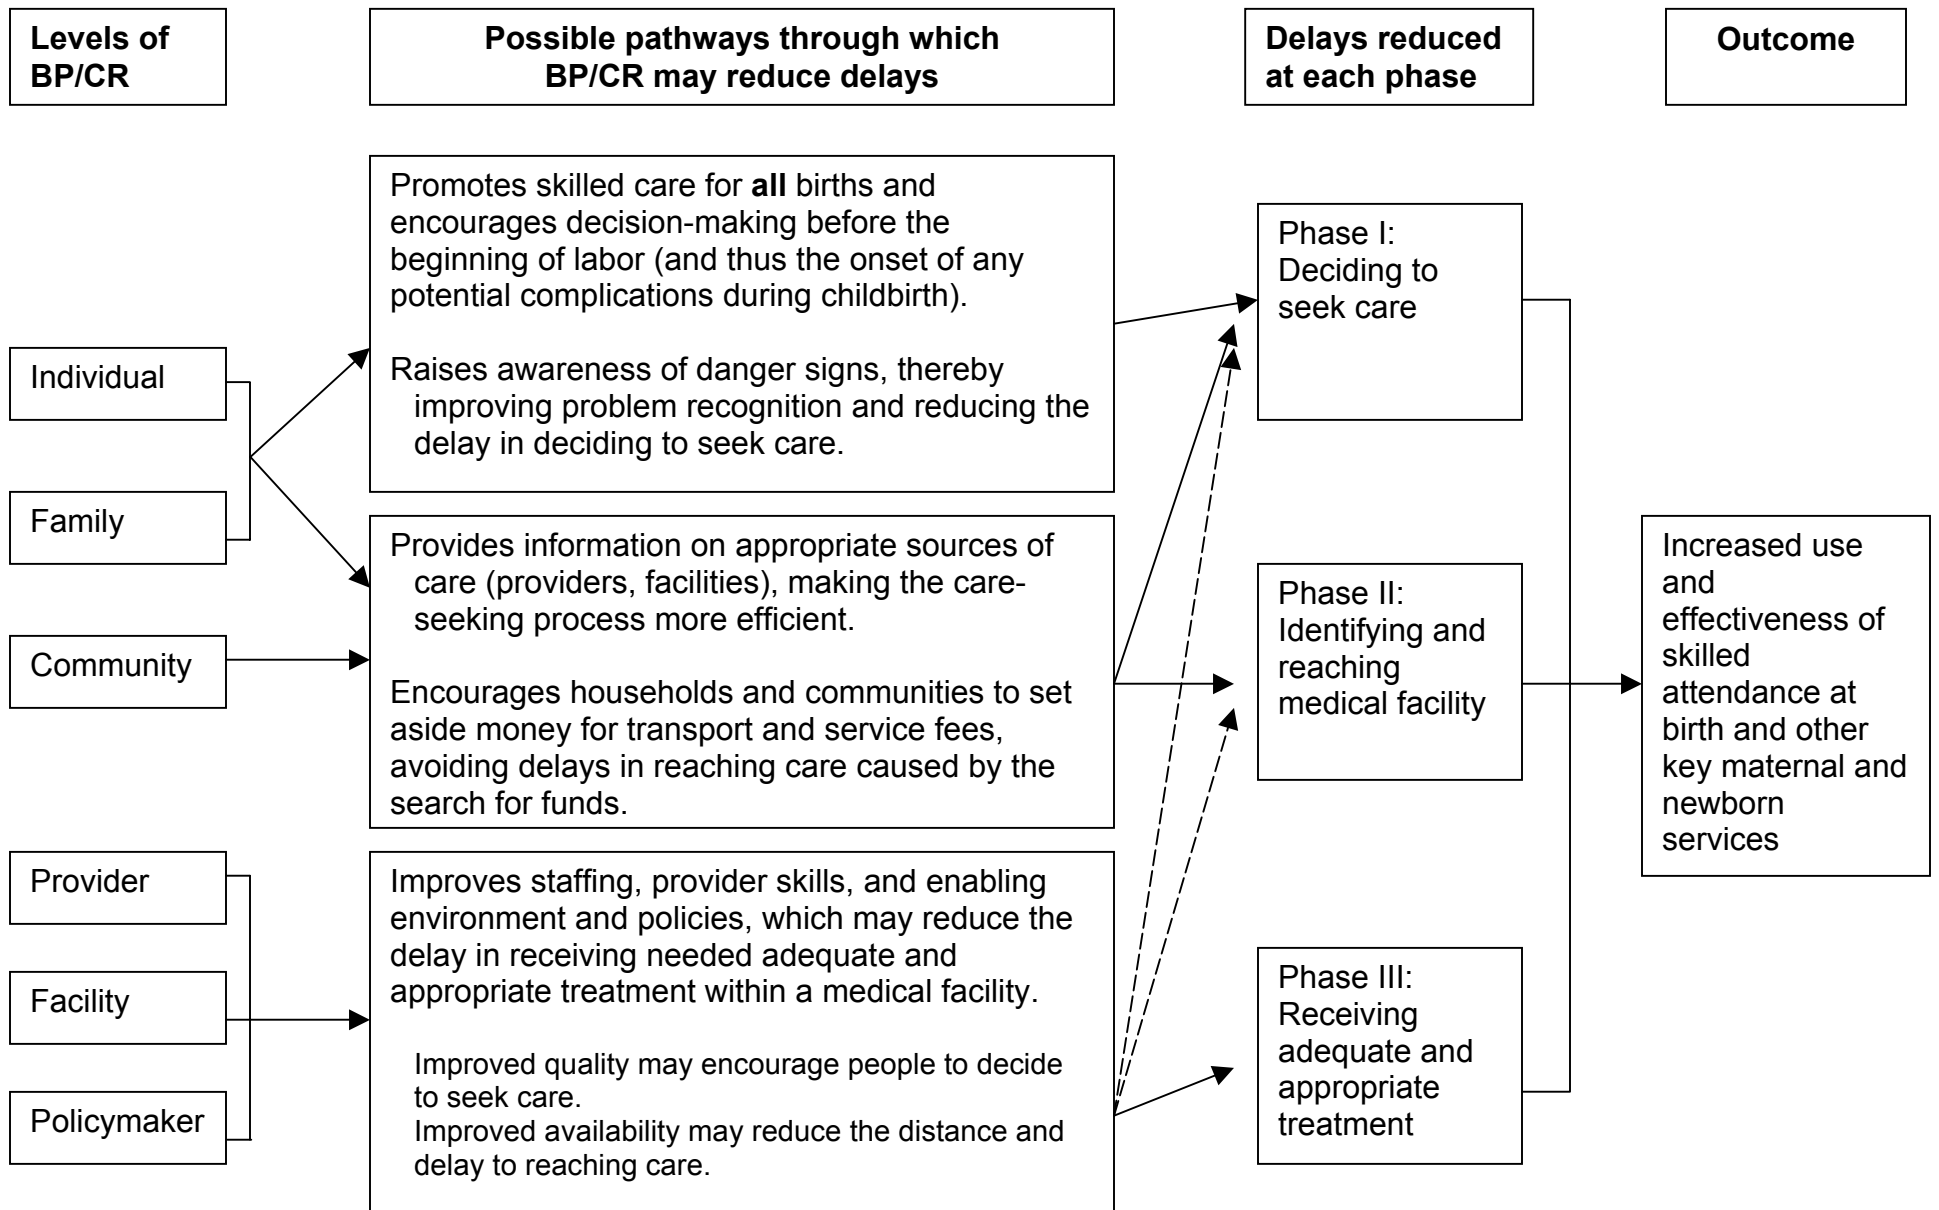 Levels of
BP/CR
Possible pathways through which
BP/CR may reduce delays
Delays reduced
at each phase
Outcome
Individual
Family
Community
Provider
Facility
Policymaker
Promotes skilled care for all births and
encourages decision-making before the
beginning of labor (and thus the onset of any
potential complications during childbirth).
Raises awareness of danger signs, thereby
improving problem recognition and reducing the
delay in deciding to seek care.
Provides information on appropriate sources of
care (providers, facilities), making the care-
seeking process more efficient.
Encourages households and communities to set
aside money for transport and service fees,
avoiding delays in reaching care caused by the
search for funds.
Improves staffing, provider skills, and enabling
environment and policies, which may reduce the
delay in receiving needed adequate and
appropriate treatment within a medical facility.
Improved quality may encourage people to decide
to seek care.
Improved availability may reduce the distance and
delay to reaching care.
Phase I:
Deciding to
seek care
Phase II:
Identifying and
reaching
medical facility
Phase III:
Receiving
adequate and
appropriate
treatment
Increased use
and
effectiveness of
skilled
attendance at
birth and other
key maternal and
newborn
services